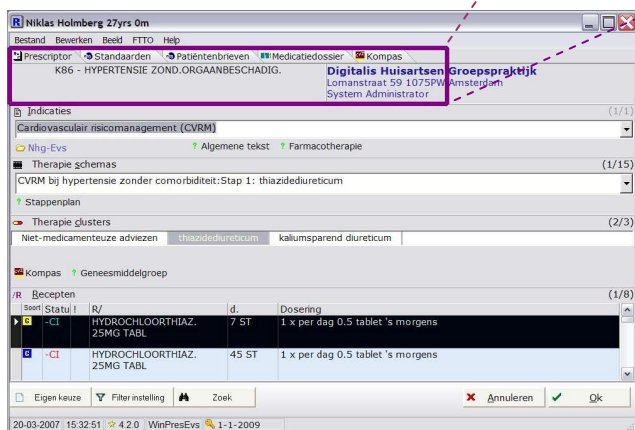 Niklas Holmberg 27yrs 0m
Bestand Bewerken Beeld FTTO Help
Prescriptor Standaarden Patiëntenbrieven Medicatiedossier Kompas
K86 - HYPERTENSIE ZOND.ORGAANBESCHADIG.
Digitalis Huisartsen Groepspraktijk
Lomanstraat 59 1075PW Amsterdam
System Administrator
Indicaties (1/1)
Cardiovasculair risicomanagement (CVRM)
Nhg-Evs ? Algemene tekst ? Farmacotherapie
Therapie schemas (1/15)
CVRM bij hypertensie zonder comorbiditeit:Stap 1: thiazidediureticum
? Stappenplan
Therapie clusters (2/3)
Niet-medicamenteuze adviezen thiazidediureticum kaliumsparend diureticum
Kompas ? Geneesmiddelgroep
/R Recepten (1/8)
Soort Statu ! R/ d. Dosering
G -CI HYDROCHLOORTHIAZ. 7 ST 1 x per dag 0.5 tablet 's morgens
25MG TABL
G -CI HYDROCHLOORTHIAZ. 45 ST 1 x per dag 0.5 tablet 's morgens
25MG TABL
Eigen keuze Filter instelling Zoek Annuleren Ok
20-03-2007 15:32:51 4.2.0 WinPresEvs 1-1-2009